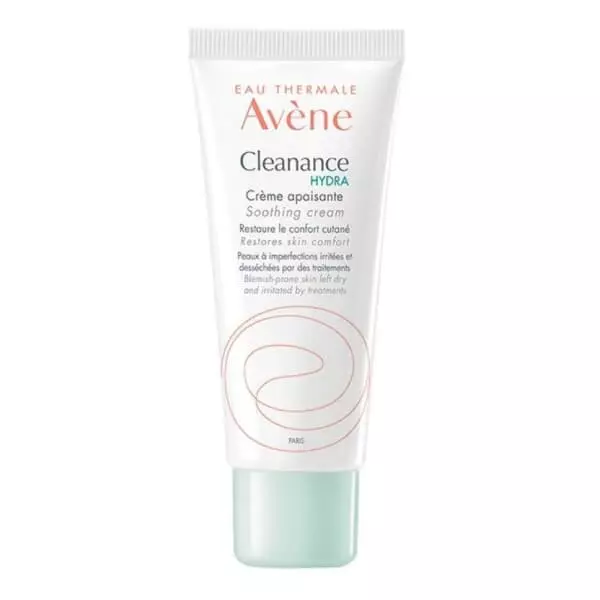 EAU THERMALE
Avène
Cleanance
HYDRA
Crème apaisante
Soothing cream
Restaure le confort cutané
Restores skin comfort
Peaux à imperfections irritées et
desséchées par des traitements
Blemish-prone skin left dry
and irritated by treatments
PARIS